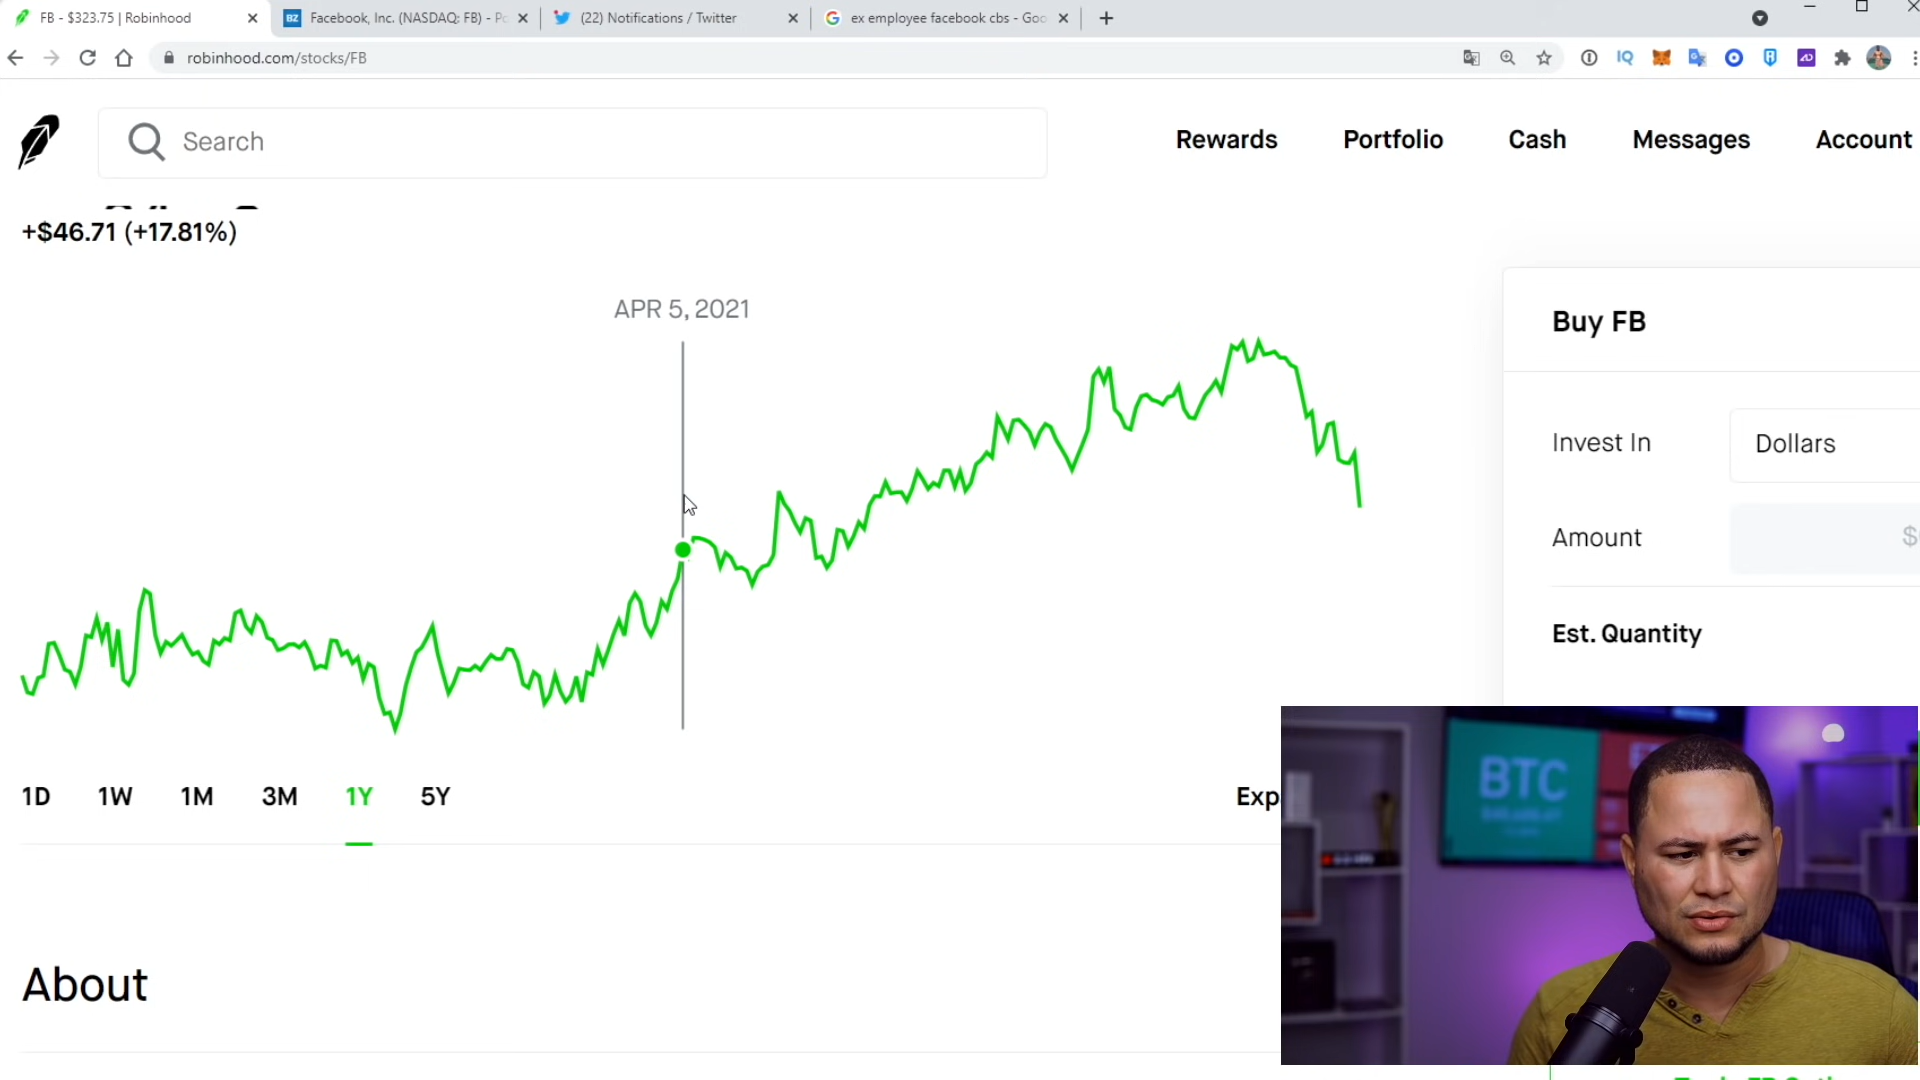 FB - $323.75 | Robinhood
Facebook, Inc. (NASDAQ: FB) - Po
(22) Notifications / Twitter
ex employee facebook cbs - Goo
robinhood.com/stocks/FB
Search
Rewards
Portfolio
Cash
Messages
Account
+$46.71 (+17.81%)
APR 5, 2021
Buy FB
Invest In
Dollars
Amount
$
Est. Quantity
1D
1W
1M
3M
1Y
5Y
Exp
BTC
About